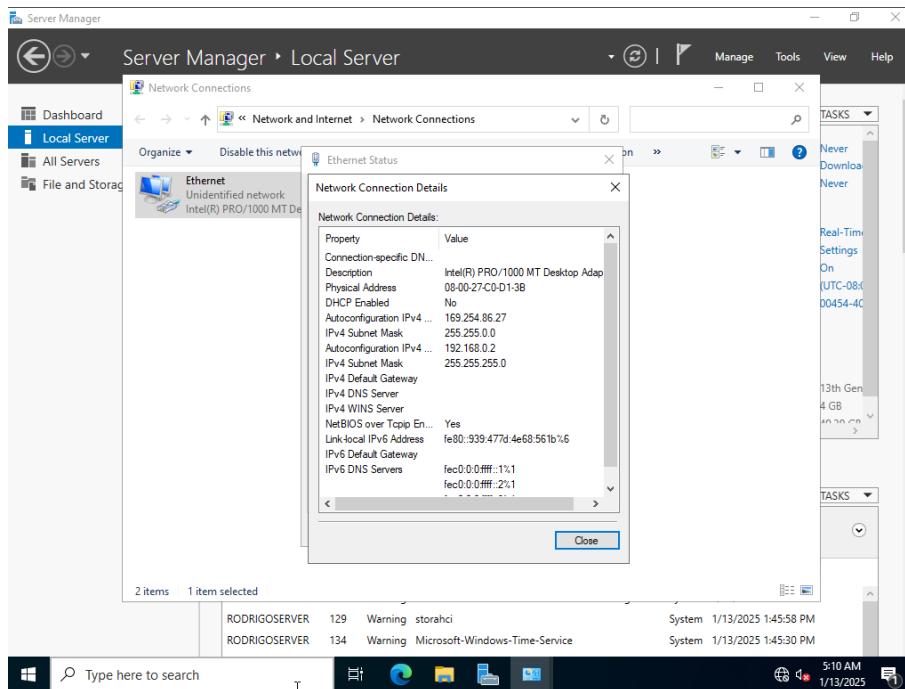 Server Manager
Server Manager • Local Server
Manage Tools View Help
Network Connections
Dashboard
Local Server
All Servers
File and Storag
« Network and Internet > Network Connections
Organize Disable this netwo
on »
Ethernet
Unidentified network
Intel(R) PRO/1000 MT De
Ethernet Status
Network Connection Details
Network Connection Details:
Property Value
Connection-specific DN...
Description Intel(R) PRO/1000 MT Desktop Adap
Physical Address 08-00-27-C0-D1-3B
DHCP Enabled No
Autoconfiguration IPv4 ... 169.254.86.27
IPv4 Subnet Mask 255.255.0.0
Autoconfiguration IPv4 ... 192.168.0.2
IPv4 Subnet Mask 255.255.255.0
IPv4 Default Gateway
IPv4 DNS Server
IPv4 WINS Server
NetBIOS over Tcpip En... Yes
Link-local IPv6 Address fe80::939:477d:4e68:561b%6
IPv6 Default Gateway
IPv6 DNS Servers fec0:0:0:ffff::1%1
fec0:0:0:ffff::2%1
Close
TASKS
Never
Downloa
Never
Real-Time
Settings
On
(UTC-08:0
00454-40
13th Gen
4 GB
TASKS
2 items 1 item selected
RODRIGOSERVER 129 Warning storahci System 1/13/2025 1:45:58 PM
RODRIGOSERVER 134 Warning Microsoft-Windows-Time-Service System 1/13/2025 1:45:30 PM
Type here to search
5:10 AM
1/13/2025
1